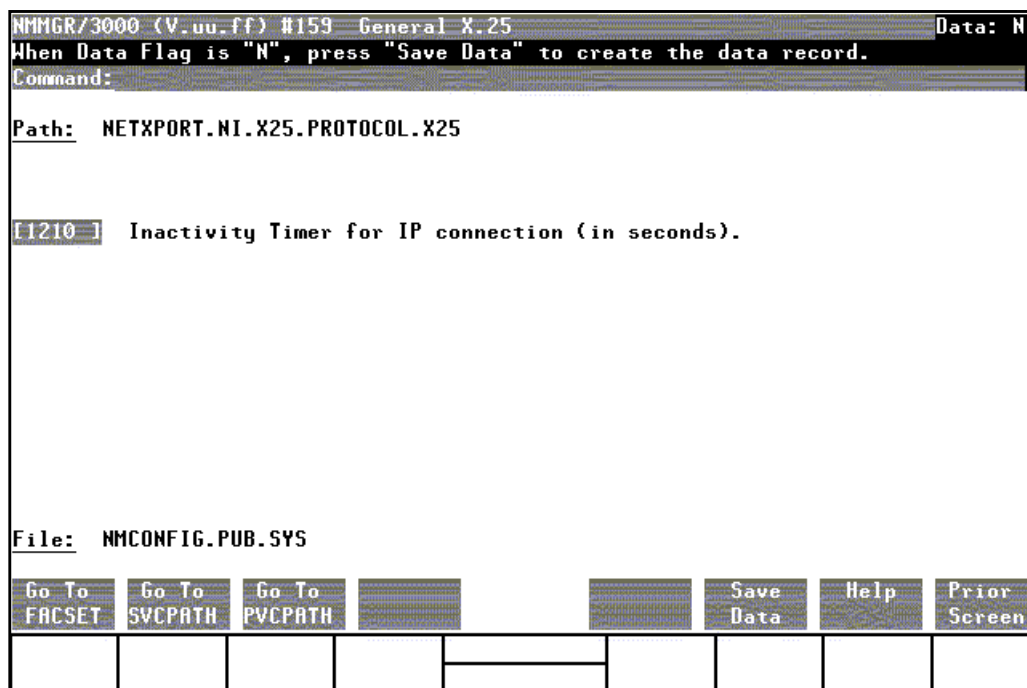 NMMGR/3000 (V.uu.ff) #159 General X.25 Data: N
When Data Flag is "N", press "Save Data" to create the data record.
Command:
Path: NETXPORT.NI.X25.PROTOCOL.X25
[1210 ] Inactivity Timer for IP connection (in seconds).
File: NMCONFIG.PUB.SYS
Go To Go To Go To Save Help Prior
FACSET SVCPATH PVCPATH Data Screen